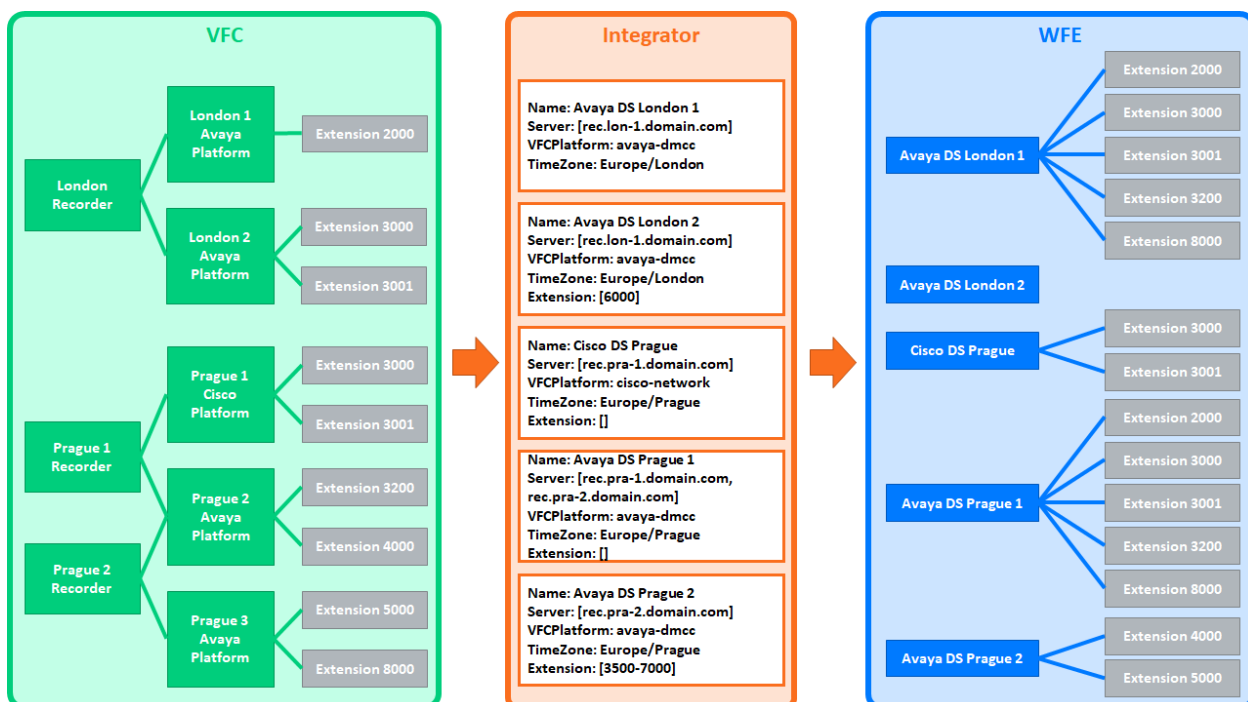 VFC
London
Recorder
London 1
Avaya
Platform
Extension 2000
London 2
Avaya
Platform
Extension 3000
Extension 3001
Prague 1
Recorder
Prague 1
Cisco
Platform
Extension 3000
Extension 3001
Prague 2
Avaya
Platform
Extension 3200
Extension 4000
Prague 2
Recorder
Prague 3
Avaya
Platform
Extension 5000
Extension 8000
Integrator
Name: Avaya DS London 1
Server: [rec.lon-1.domain.com]
VFCPlatform: avaya-dmcc
TimeZone: Europe/London
Name: Avaya DS London 2
Server: [rec.lon-1.domain.com]
VFCPlatform: avaya-dmcc
TimeZone: Europe/London
Extension: [6000]
Name: Cisco DS Prague
Server: [rec.pra-1.domain.com]
VFCPlatform: cisco-network
TimeZone: Europe/Prague
Extension: []
Name: Avaya DS Prague 1
Server: [rec.pra-1.domain.com,
rec.pra-2.domain.com]
VFCPlatform: avaya-dmcc
TimeZone: Europe/Prague
Extension: []
Name: Avaya DS Prague 2
Server: [rec.pra-2.domain.com]
VFCPlatform: avaya-dmcc
TimeZone: Europe/Prague
Extension: [3500-7000]
WFE
Avaya DS London 1
Extension 2000
Extension 3000
Extension 3001
Extension 3200
Extension 8000
Avaya DS London 2
Cisco DS Prague
Extension 3000
Extension 3001
Avaya DS Prague 1
Extension 2000
Extension 3000
Extension 3001
Extension 3200
Extension 8000
Avaya DS Prague 2
Extension 4000
Extension 5000